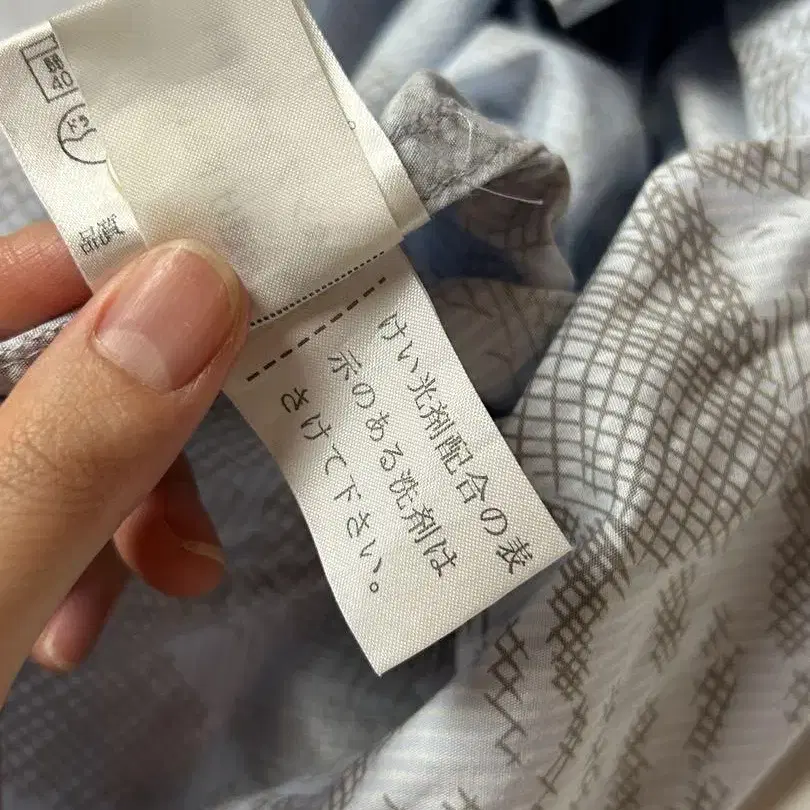 40
品質
けい光剤配合の表
示のある洗剤は
さけて下さい。